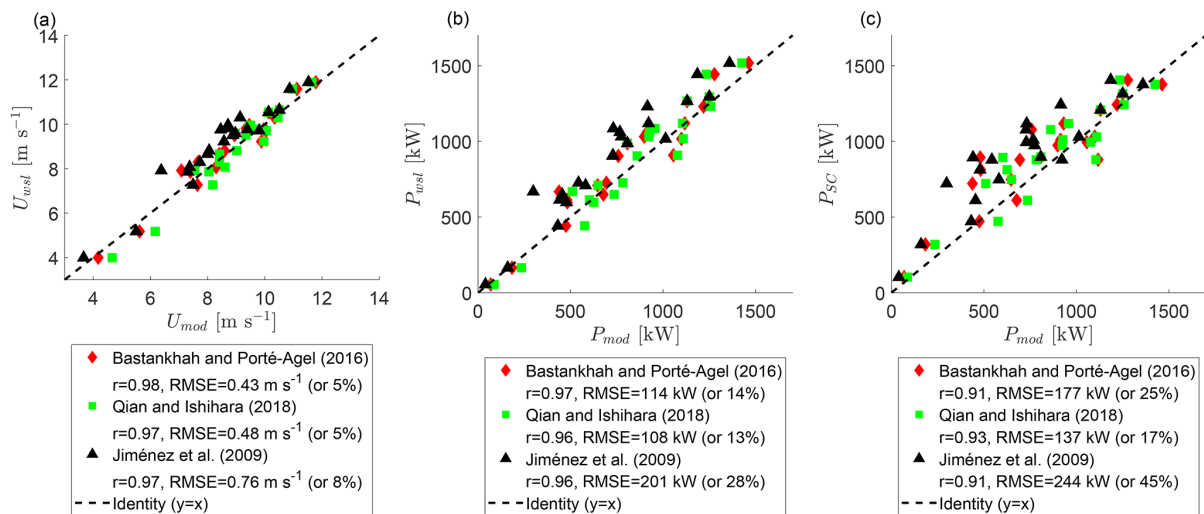 (a)
14
12
10
8
6
4
U_wsl [m s⁻¹]
4 6 8 10 12 14
U_mod [m s⁻¹]
Bastankhah and Porté-Agel (2016)
r=0.98, RMSE=0.43 m s⁻¹ (or 5%)
Qian and Ishihara (2018)
r=0.97, RMSE=0.48 m s⁻¹ (or 5%)
Jiménez et al. (2009)
r=0.97, RMSE=0.76 m s⁻¹ (or 8%)
Identity (y=x)
(b)
1500
1000
500
0
P_wsl [kW]
0 500 1000 1500
P_mod [kW]
Bastankhah and Porté-Agel (2016)
r=0.97, RMSE=114 kW (or 14%)
Qian and Ishihara (2018)
r=0.96, RMSE=108 kW (or 13%)
Jiménez et al. (2009)
r=0.96, RMSE=201 kW (or 28%)
Identity (y=x)
(c)
1500
1000
500
0
P_SC [kW]
0 500 1000 1500
P_mod [kW]
Bastankhah and Porté-Agel (2016)
r=0.91, RMSE=177 kW (or 25%)
Qian and Ishihara (2018)
r=0.93, RMSE=137 kW (or 17%)
Jiménez et al. (2009)
r=0.91, RMSE=244 kW (or 45%)
Identity (y=x)